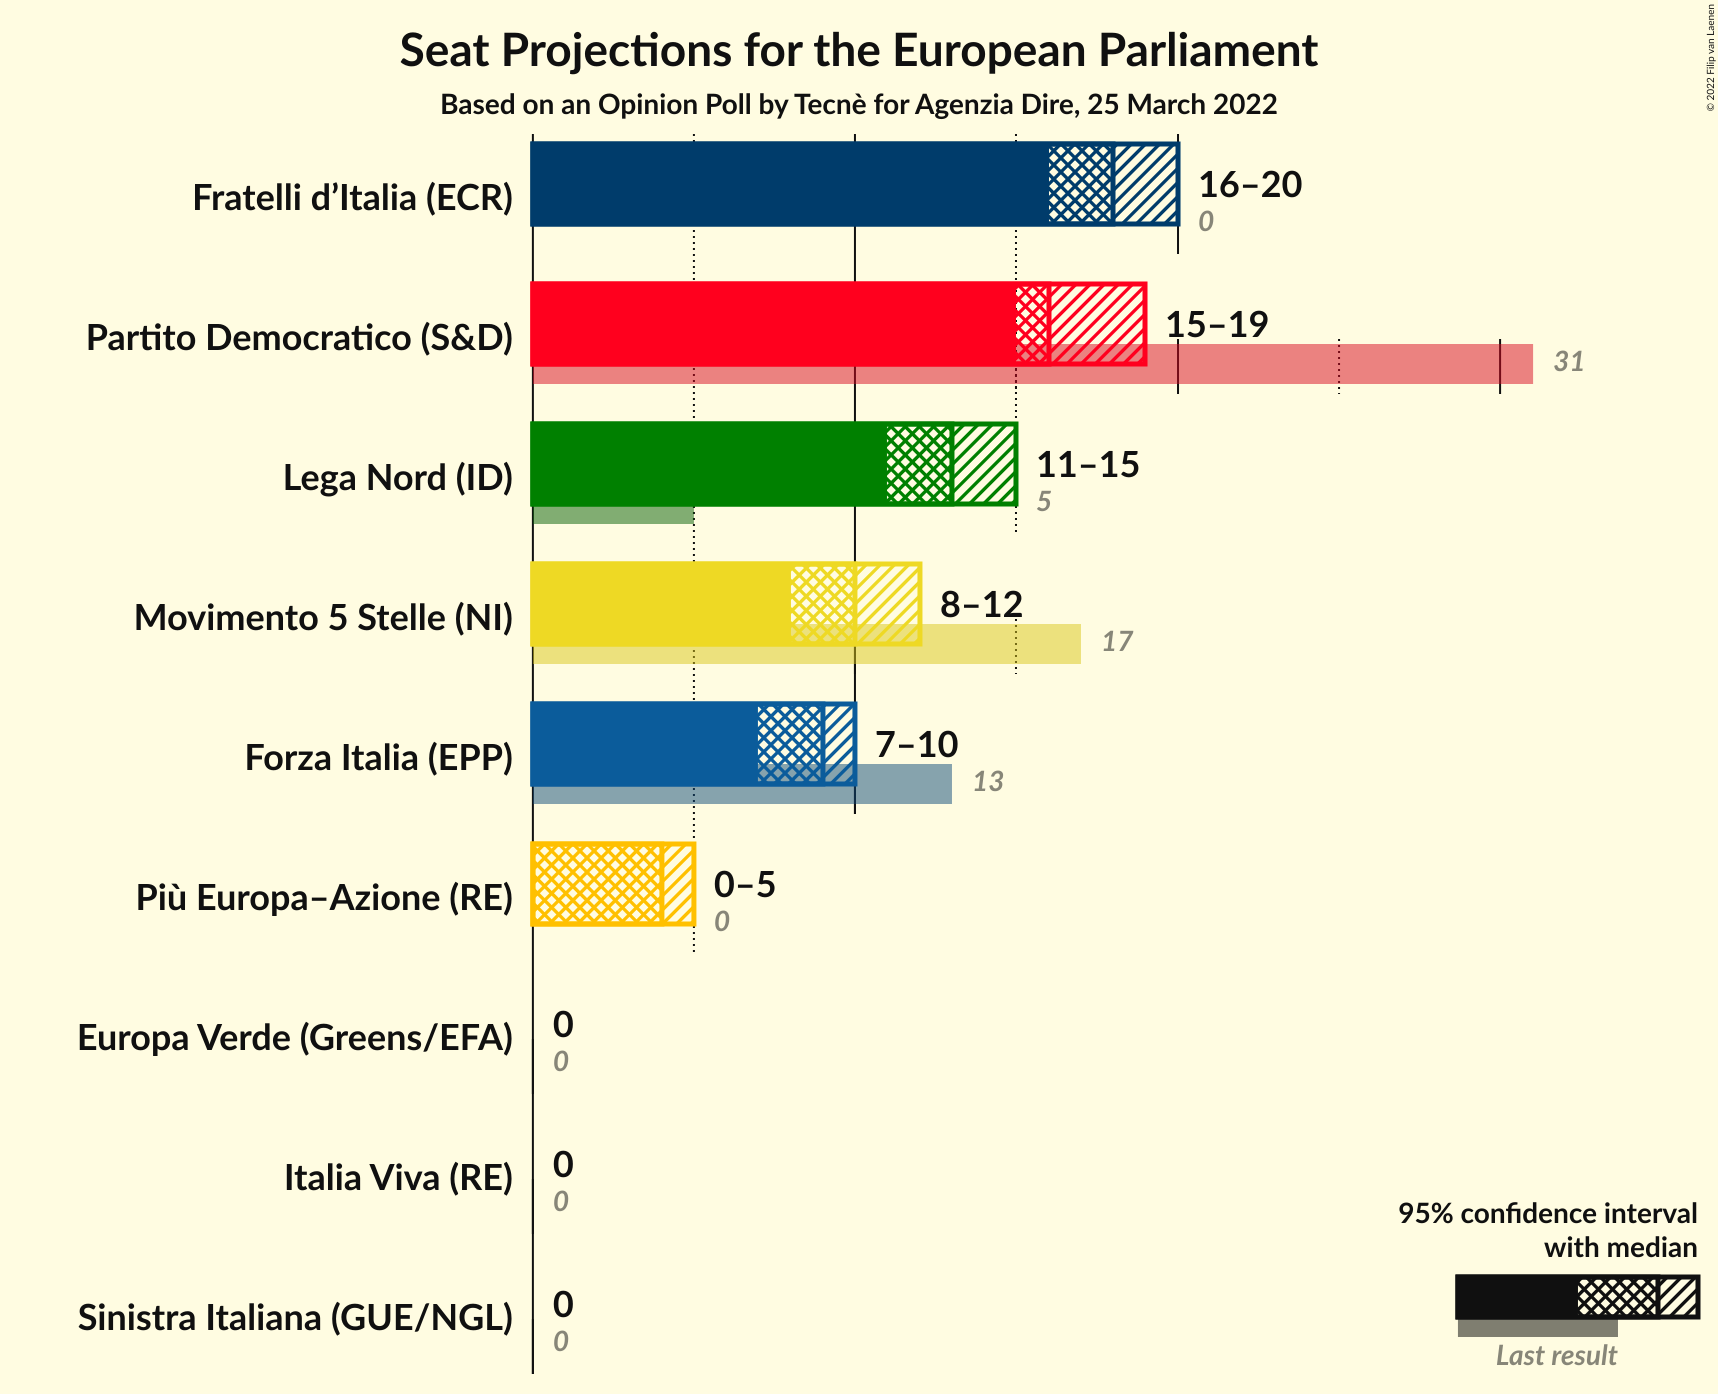 Seat Projections for the European Parliament
Based on an Opinion Poll by Tecnè for Agenzia Dire, 25 March 2022
© 2022 Filip van Laenen
Fratelli d’Italia (ECR)
16–20
0
Partito Democratico (S&D)
15–19
31
Lega Nord (ID)
11–15
5
Movimento 5 Stelle (NI)
8–12
17
Forza Italia (EPP)
7–10
13
Più Europa–Azione (RE)
0–5
0
Europa Verde (Greens/EFA)
0
0
Italia Viva (RE)
0
0
Sinistra Italiana (GUE/NGL)
0
0
95% confidence interval
with median
Last result